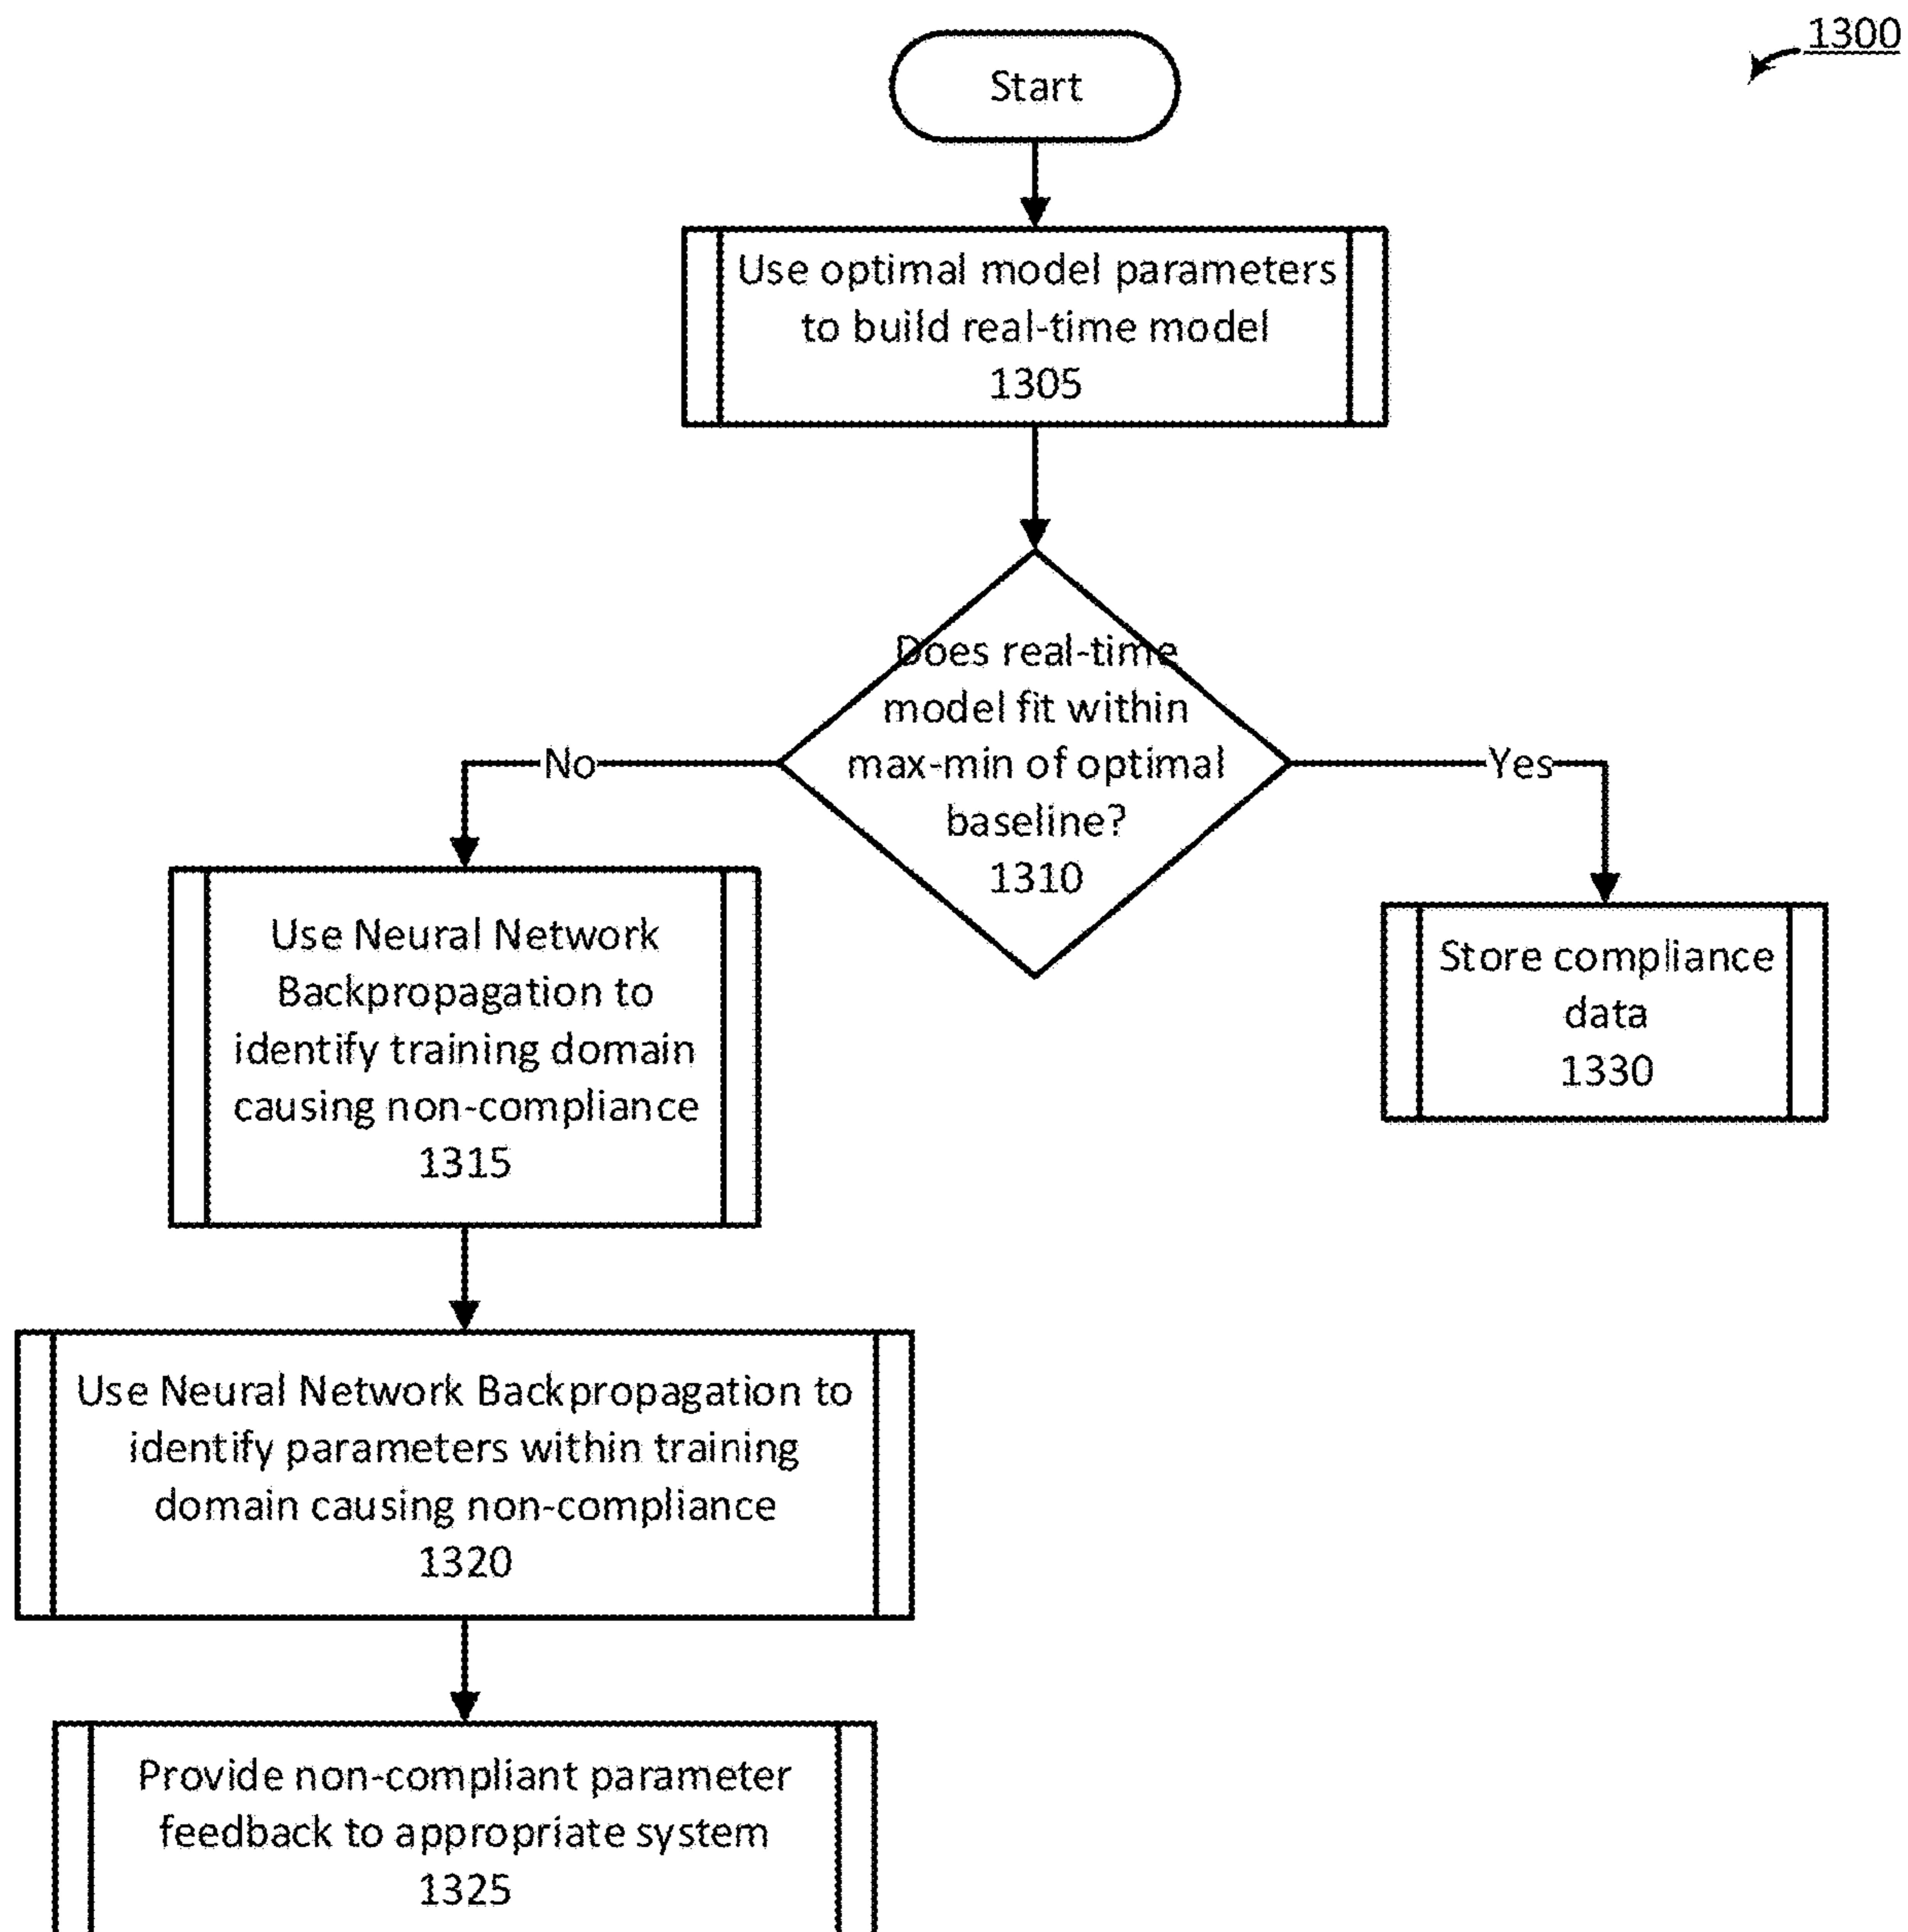 1300
Start
Use optimal model parameters
to build real-time model
1305
Does real-time
model fit within
max-min of optimal
baseline?
1310
No
Yes
Use Neural Network
Backpropagation to
identify training domain
causing non-compliance
1315
Store compliance
data
1330
Use Neural Network Backpropagation to
identify parameters within training
domain causing non-compliance
1320
Provide non-compliant parameter
feedback to appropriate system
1325